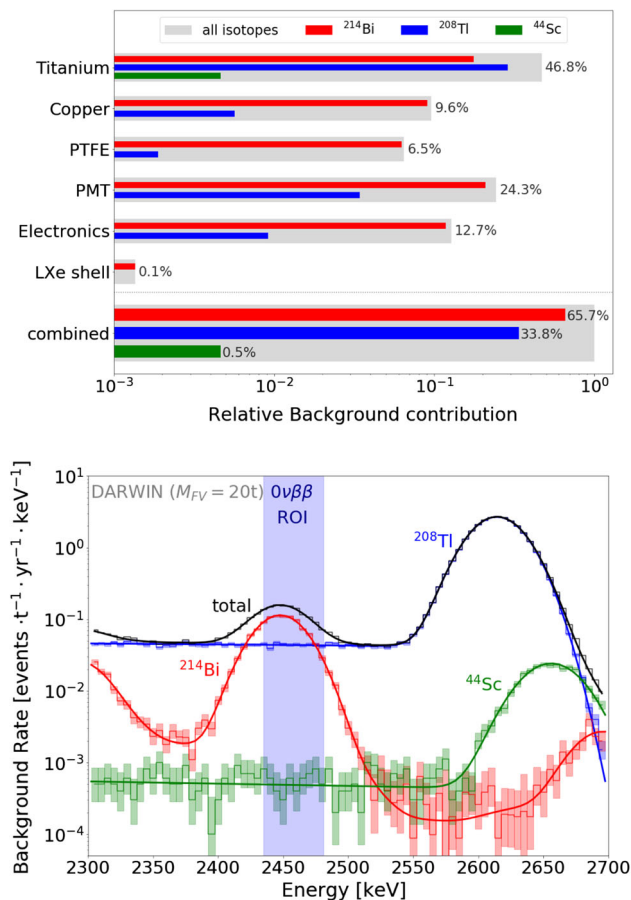 all isotopes ²¹⁴Bi ²⁰⁸Tl ⁴⁴Sc
Titanium 46.8%
Copper 9.6%
PTFE 6.5%
PMT 24.3%
Electronics 12.7%
LXe shell 0.1%
65.7%
combined 33.8%
0.5%
10⁻³ 10⁻² 10⁻¹ 10⁰
Relative Background contribution
Background Rate [events ·t⁻¹ · yr⁻¹ · keV⁻¹]
10¹
DARWIN (M_FV = 20t) 0νββ
ROI
10⁰
²⁰⁸Tl
total
10⁻¹
²¹⁴Bi
⁴⁴Sc
10⁻²
10⁻³
10⁻⁴
2300 2400 2450 2500 2550 2600 2650 2700
2350
Energy [keV]